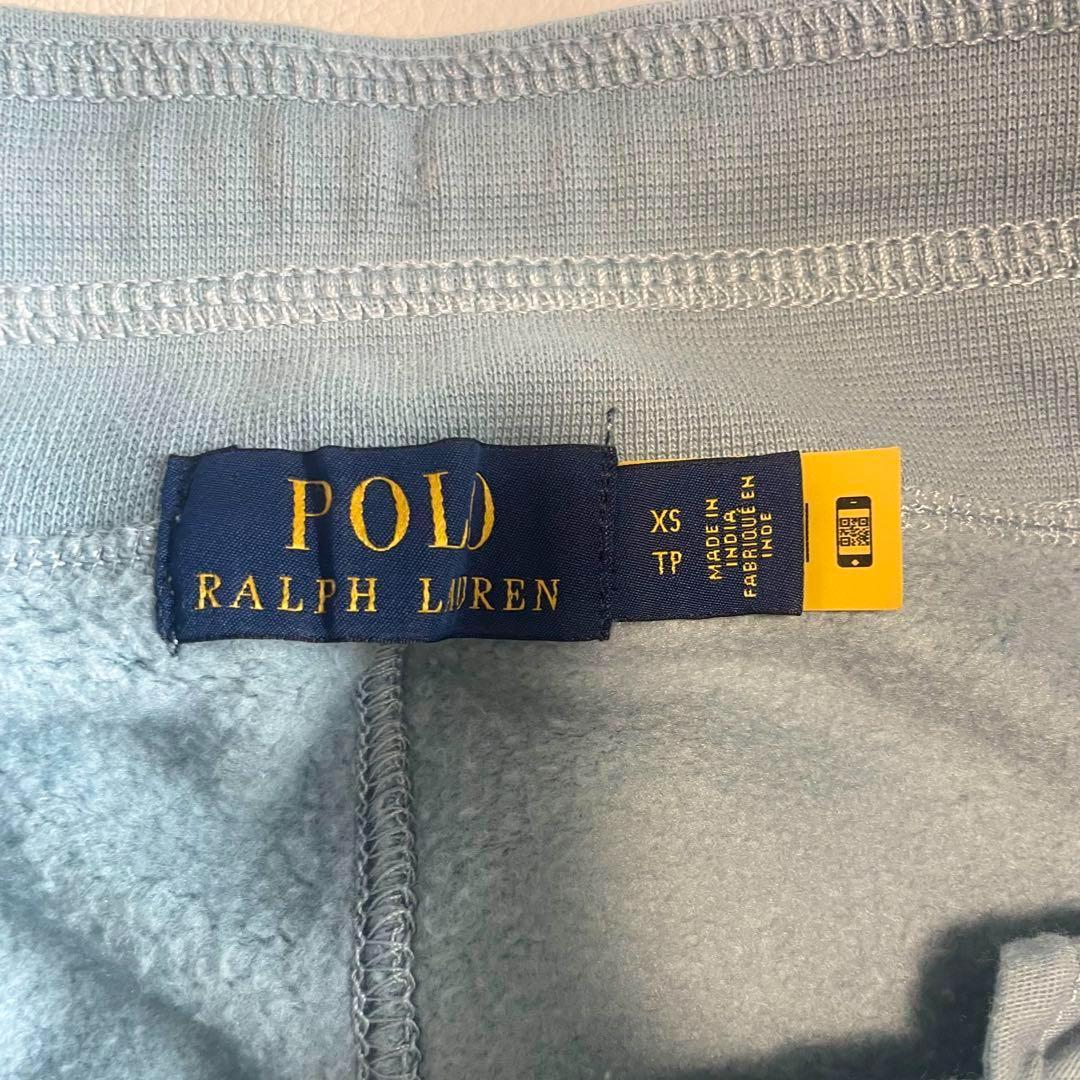 POLO
RALPH LAUREN
XS
TP
MADE IN
INDIA
FABRIQUÉ EN
INDE